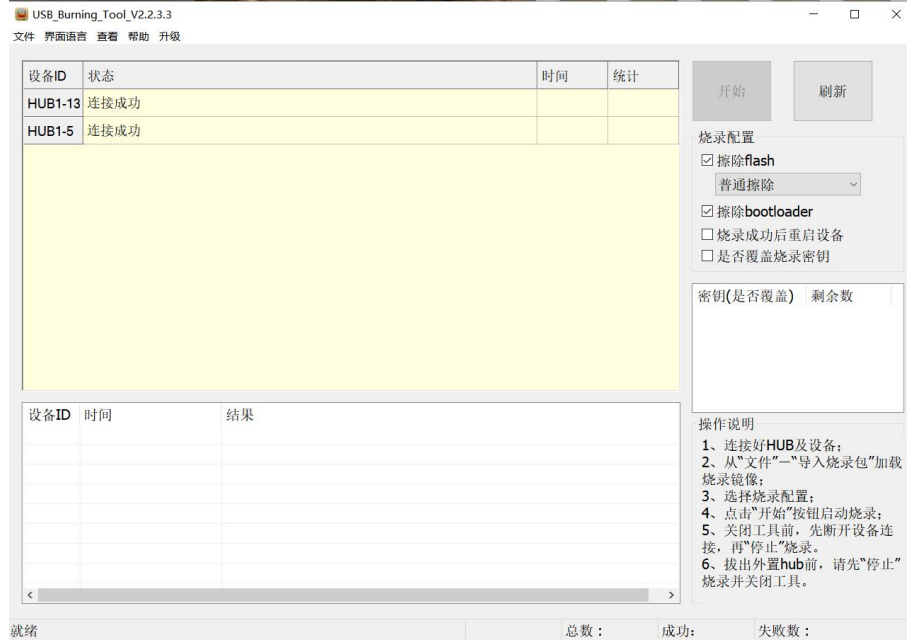 USB_Burning_Tool_V2.2.3.3
文件 界面语言 查看 帮助 升级
设备ID 状态 时间 统计
HUB1-13 连接成功
HUB1-5 连接成功
开始 刷新
烧录配置
擦除flash
普通擦除
擦除bootloader
烧录成功后重启设备
是否覆盖烧录密钥
密钥(是否覆盖) 剩余数
设备ID 时间 结果
操作说明
1、连接好HUB及设备;
2、从“文件”—“导入烧录包”加载
烧录镜像;
3、选择烧录配置;
4、点击“开始”按钮启动烧录;
5、关闭工具前，先断开设备连
接，再“停止”烧录。
6、拔出外置hub前，请先“停止”
烧录并关闭工具。
就绪 总数： 成功: 失败数：